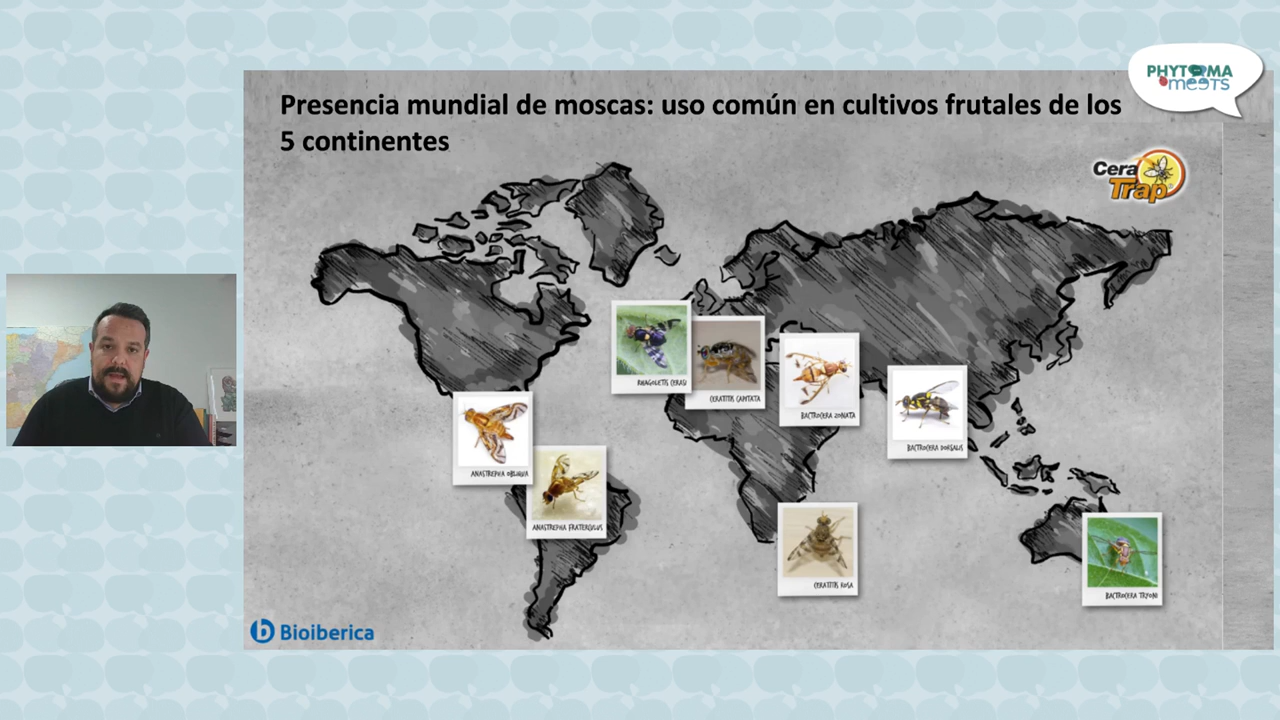 PHYTOMA
meets
Presencia mundial de moscas: uso común en cultivos frutales de los
5 continentes
Cera
Trap
RHAGOLETIS CERASI
CERATITIS CAPITATA
BACTROCERA ZONATA
BACTROCERA DORSALIS
ANASTREPHA OBLIQUA
ANASTREPHA FRATERCULUS
CERATITIS ROSA
BACTROCERA TRYONI
b Bioiberica